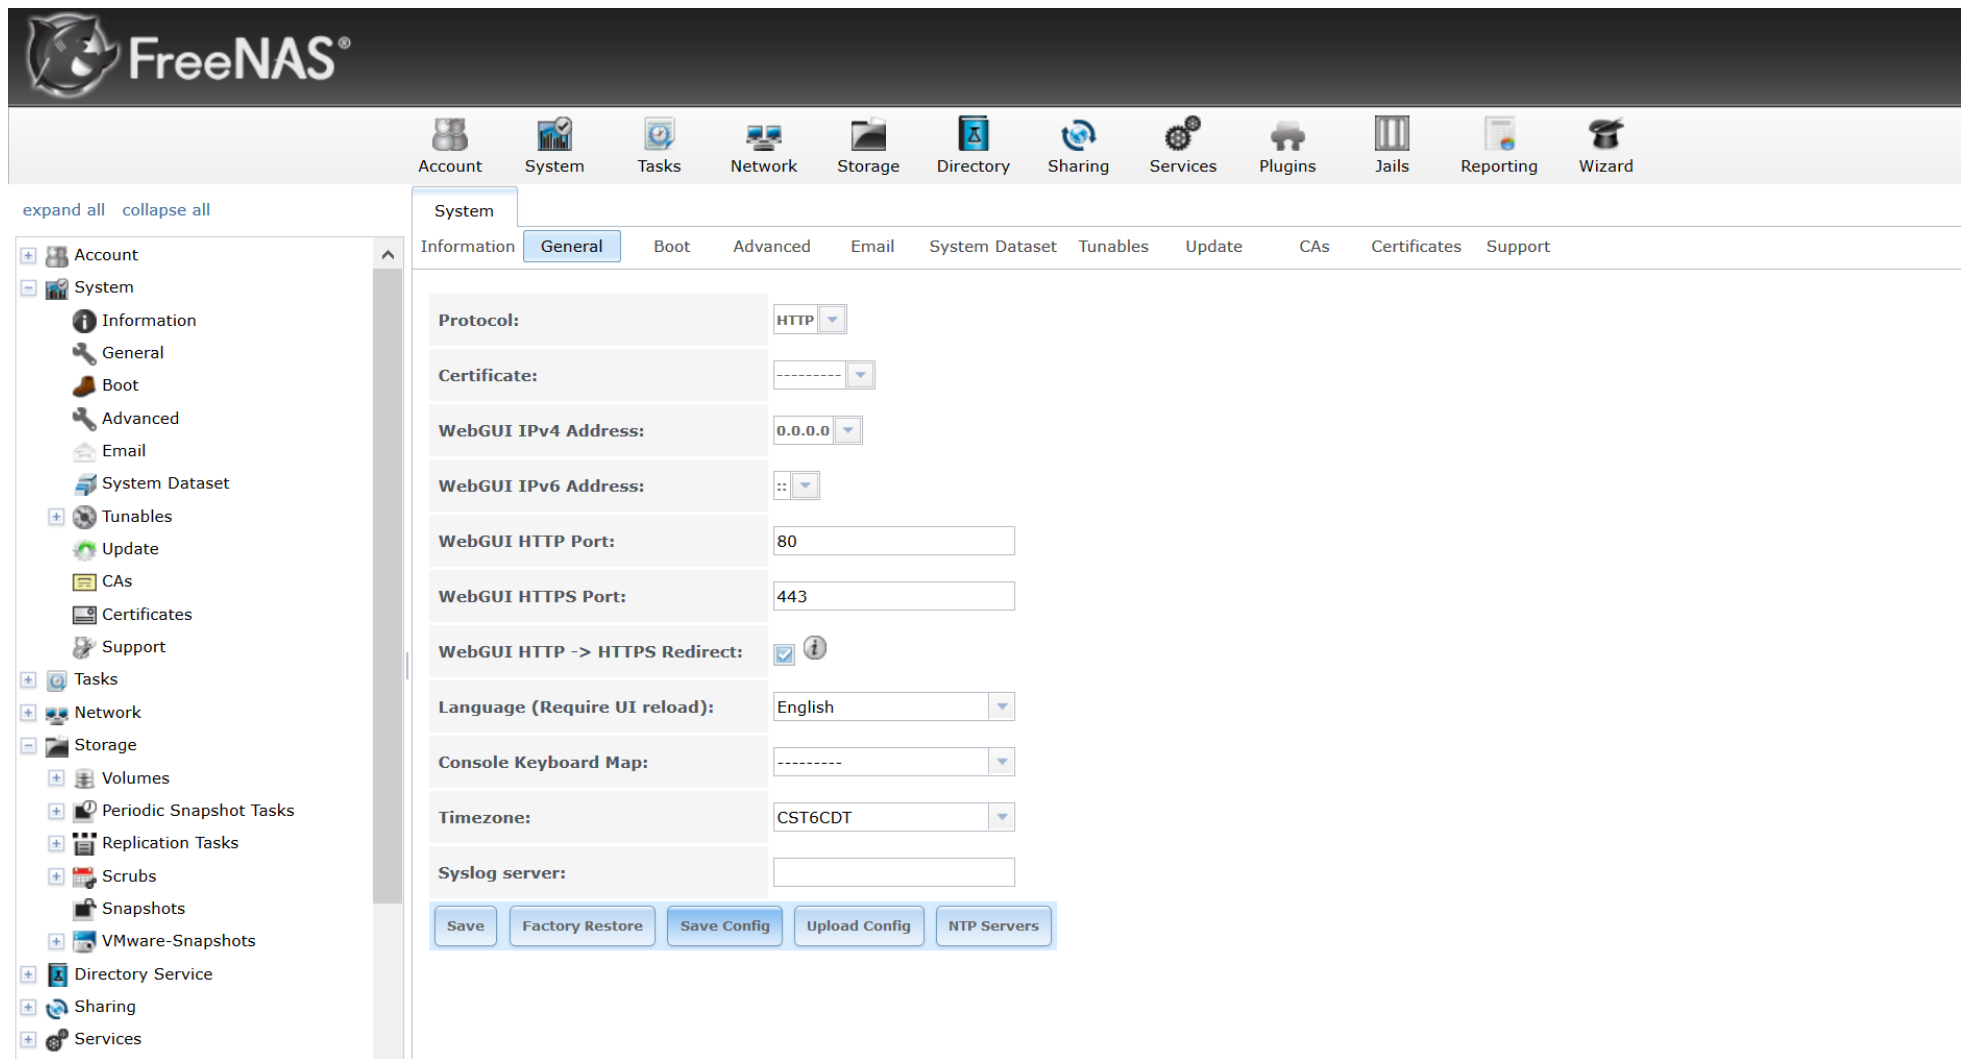 FreeNAS®
Account System Tasks Network Storage Directory Sharing Services Plugins Jails Reporting Wizard
expand all collapse all
Account
System
Information
General
Boot
Advanced
Email
System Dataset
Tunables
Update
CAs
Certificates
Support
Tasks
Network
Storage
Volumes
Periodic Snapshot Tasks
Replication Tasks
Scrubs
Snapshots
VMware-Snapshots
Directory Service
Sharing
Services
System
Information General Boot Advanced Email System Dataset Tunables Update CAs Certificates Support
Protocol: HTTP
Certificate: ---------
WebGUI IPv4 Address: 0.0.0.0
WebGUI IPv6 Address: ::
WebGUI HTTP Port: 80
WebGUI HTTPS Port: 443
WebGUI HTTP -> HTTPS Redirect:
Language (Require UI reload): English
Console Keyboard Map: ---------
Timezone: CST6CDT
Syslog server:
Save Factory Restore Save Config Upload Config NTP Servers